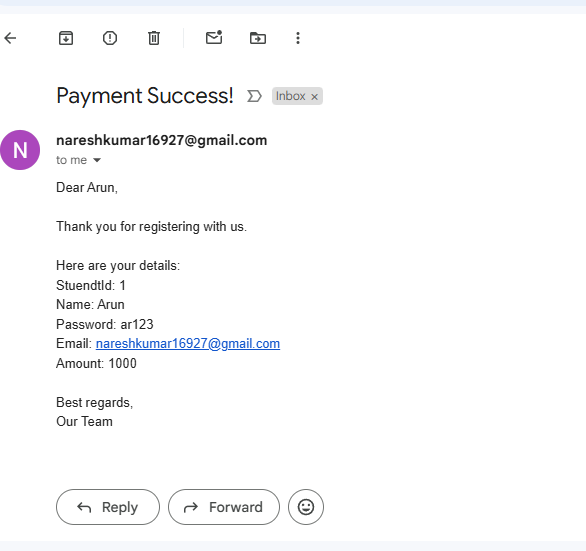 Payment Success!
Inbox ×
N
nareshkumar16927@gmail.com
to me
Dear Arun,
Thank you for registering with us.
Here are your details:
StuendtId: 1
Name: Arun
Password: ar123
Email: nareshkumar16927@gmail.com
Amount: 1000
Best regards,
Our Team
Reply
Forward